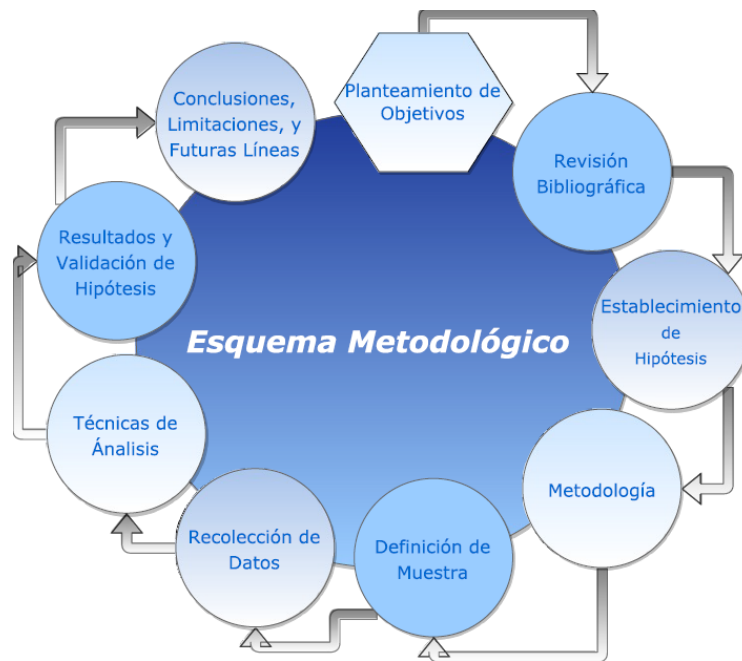 Planteamiento de
Objetivos
Revisión
Bibliográfica
Establecimiento
de
Hipótesis
Metodología
Definición de
Muestra
Recolección de
Datos
Técnicas de
Ánalisis
Resultados y
Validación de
Hipótesis
Conclusiones,
Limitaciones, y
Futuras Líneas
Esquema Metodológico